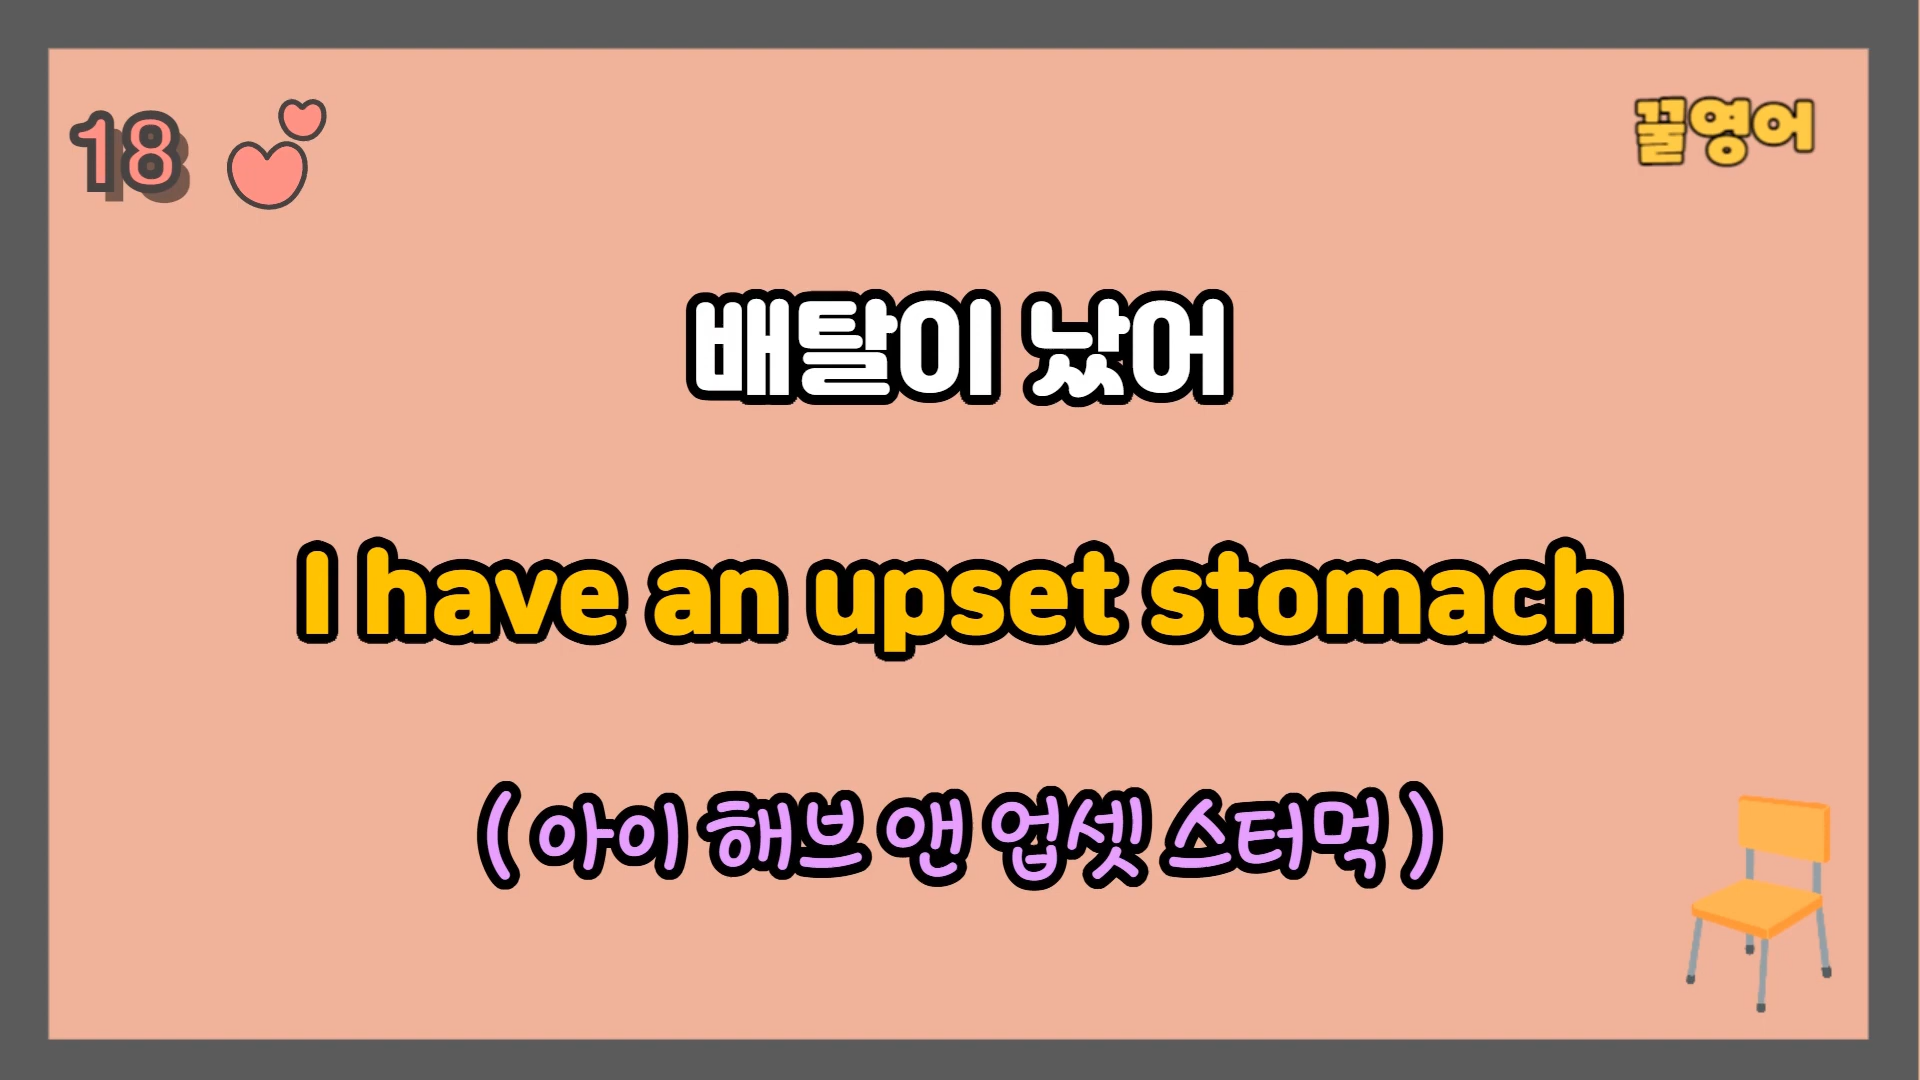 18
꿀영어
배탈이 났어
I have an upset stomach
( 아이 해브 앤 업셋 스터먹 )